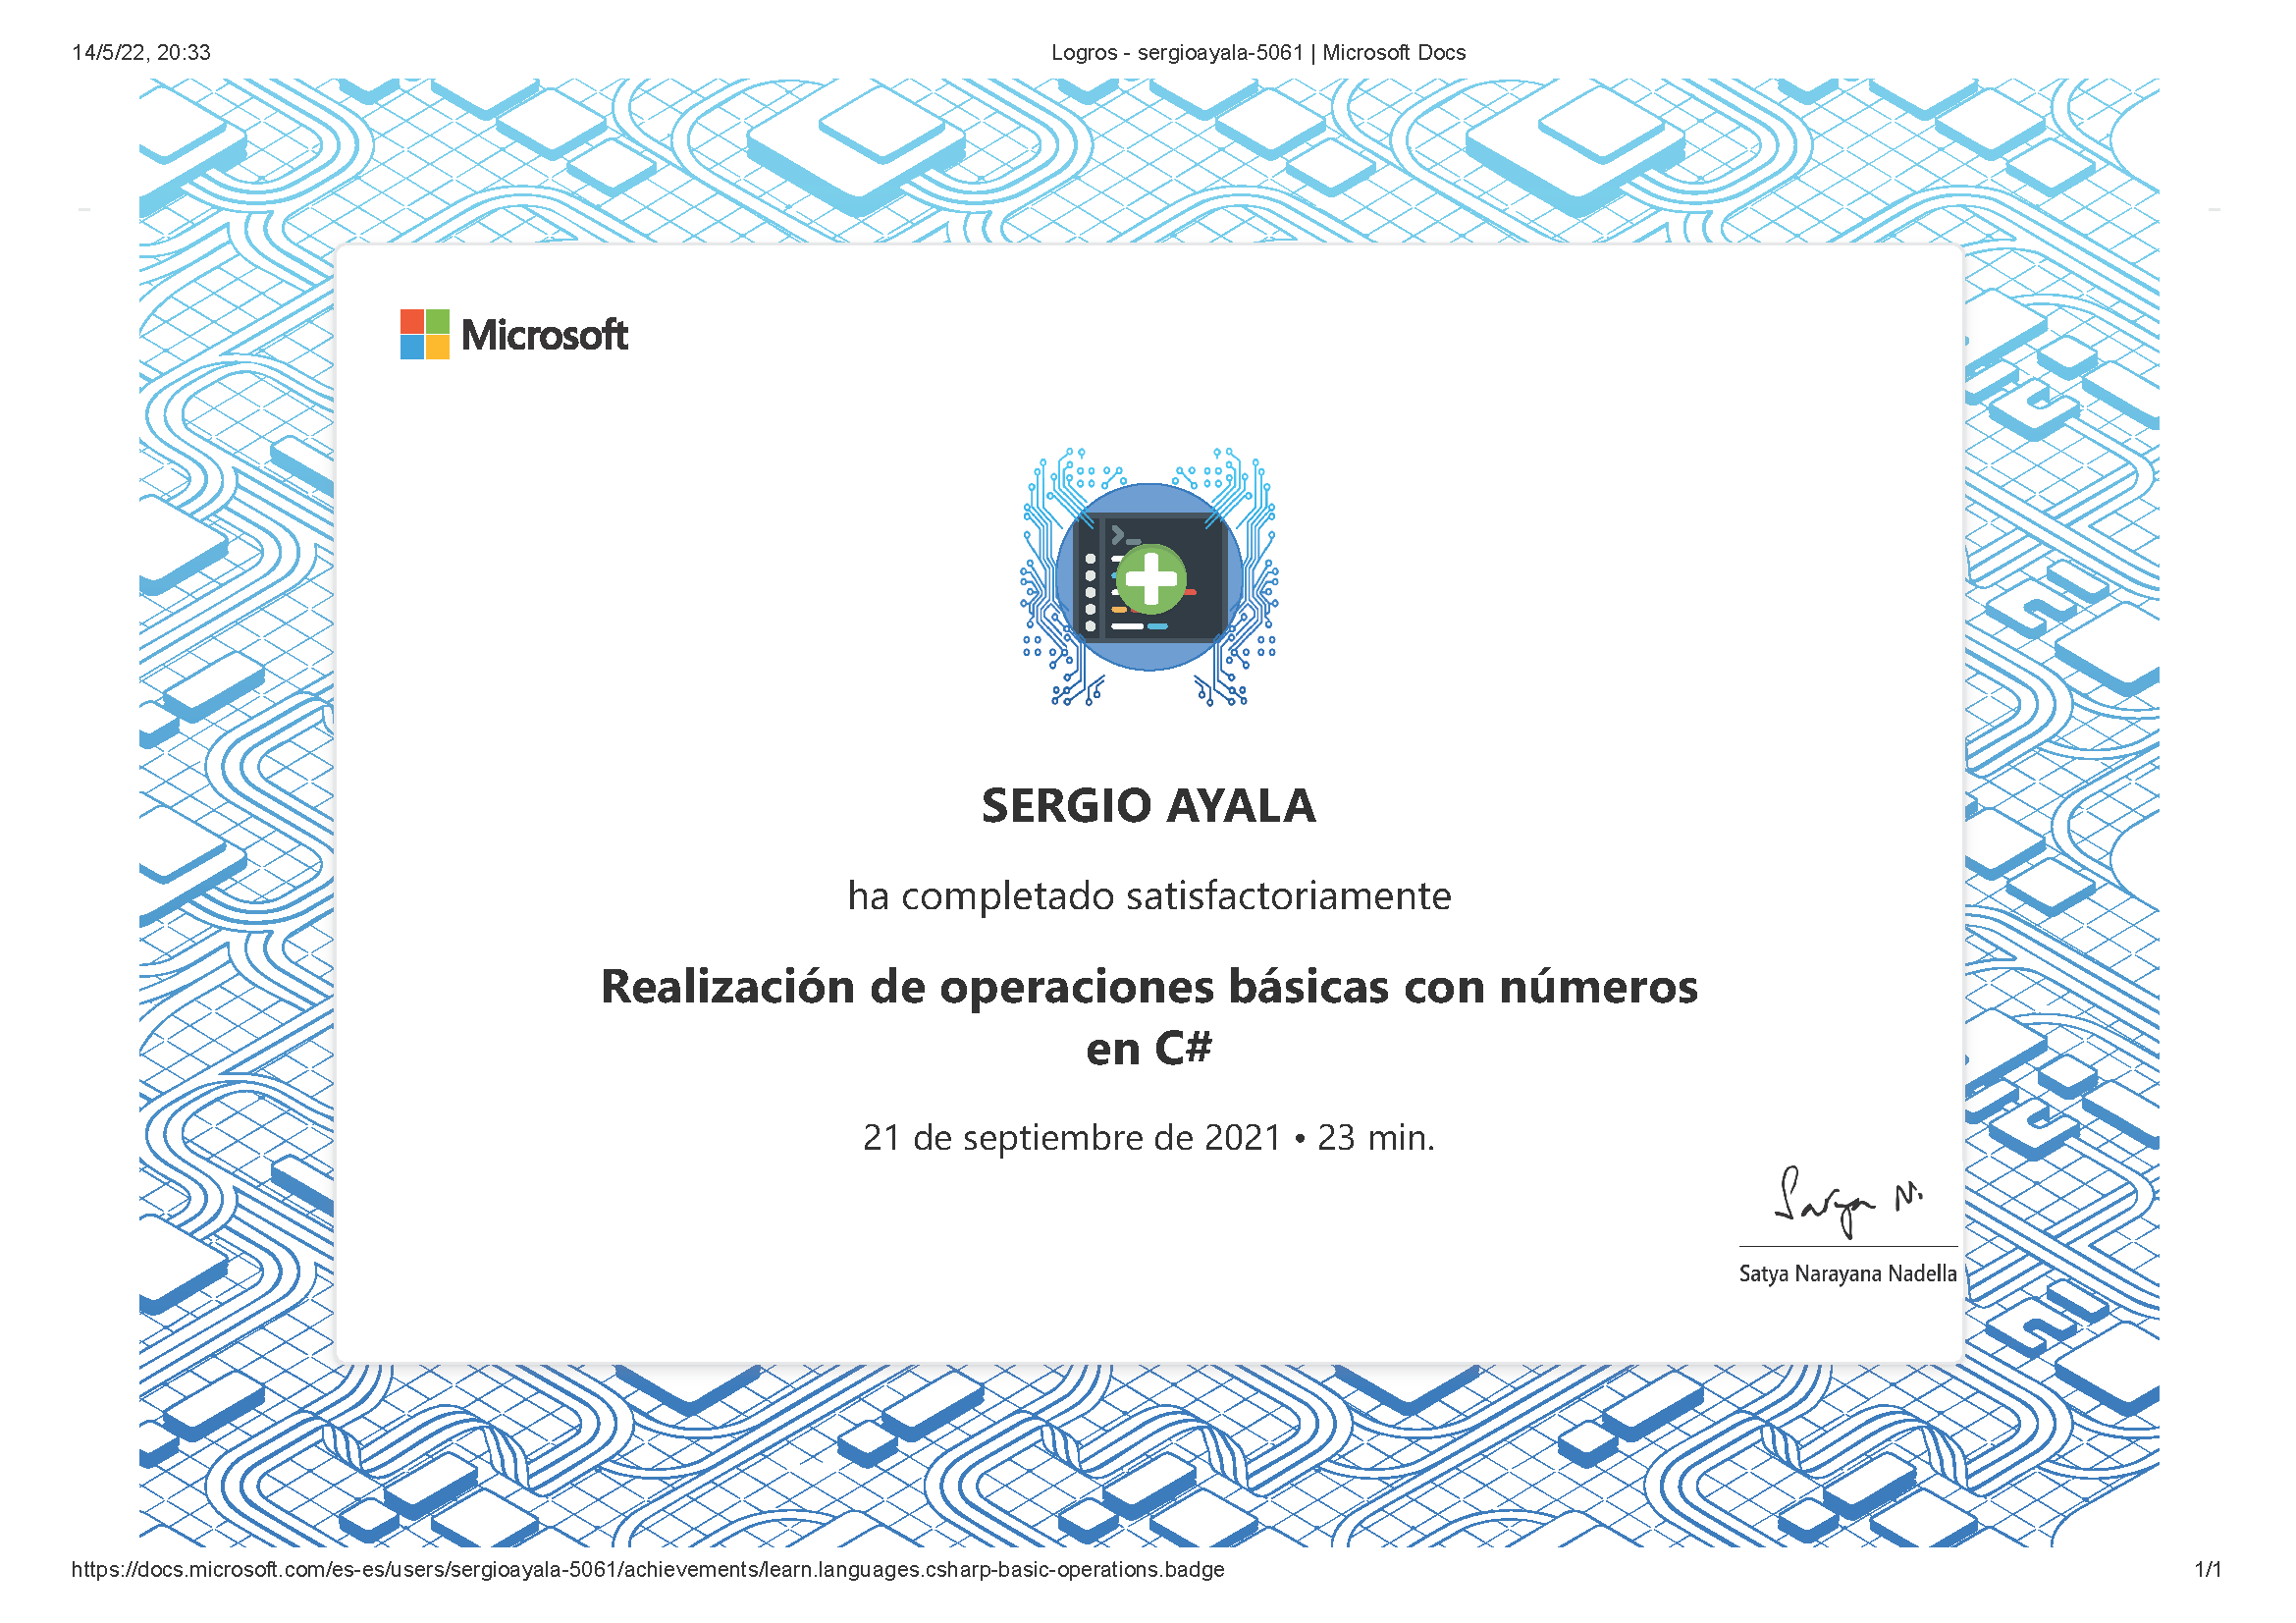 14/5/22, 20:33
Logros - sergioayala-5061 | Microsoft Docs
Microsoft
SERGIO AYALA
ha completado satisfactoriamente
Realización de operaciones básicas con números
en C#
21 de septiembre de 2021 • 23 min.
Satya N.
Satya Narayana Nadella
https://docs.microsoft.com/es-es/users/sergioayala-5061/achievements/learn.languages.csharp-basic-operations.badge
1/1